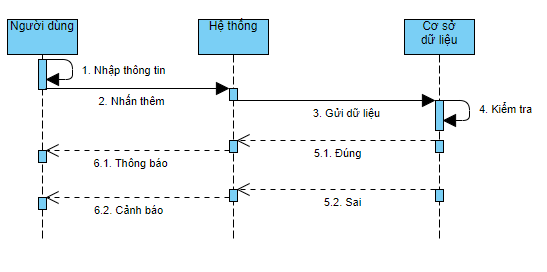 Người dùng
Hệ thống
Cơ sở
dữ liệu
1. Nhập thông tin
2. Nhấn thêm
3. Gửi dữ liệu
4. Kiểm tra
5.1. Đúng
6.1. Thông báo
5.2. Sai
6.2. Cảnh báo